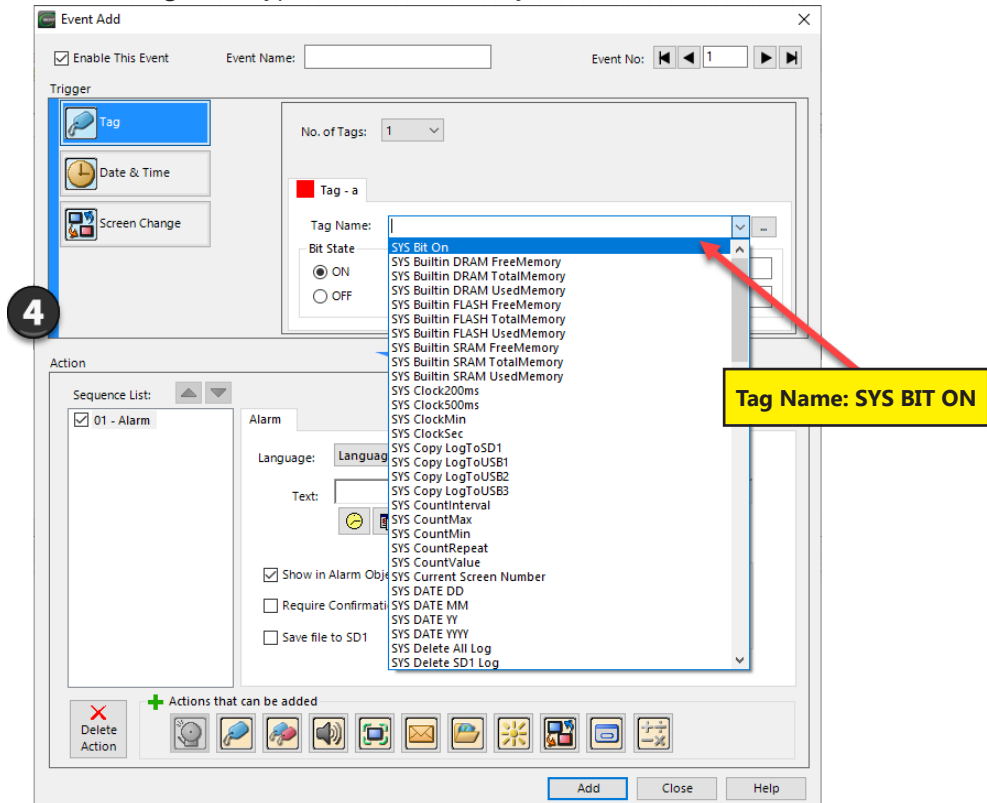 Event Add
Enable This Event Event Name: Event No: 1
Trigger
Tag
No. of Tags: 1
Date & Time
Tag - a
Screen Change
Tag Name:
Bit State
ON
OFF
SYS Bit On
SYS Builtin DRAM FreeMemory
SYS Builtin DRAM TotalMemory
SYS Builtin DRAM UsedMemory
SYS Builtin FLASH FreeMemory
SYS Builtin FLASH TotalMemory
SYS Builtin FLASH UsedMemory
SYS Builtin SRAM FreeMemory
SYS Builtin SRAM TotalMemory
SYS Builtin SRAM UsedMemory
SYS Clock200ms
SYS Clock500ms
SYS ClockMin
SYS ClockSec
SYS Copy LogToSD1
SYS Copy LogToUSB1
SYS Copy LogToUSB2
SYS Copy LogToUSB3
SYS CountInterval
SYS CountMax
SYS CountMin
SYS CountRepeat
SYS CountValue
SYS Current Screen Number
SYS DATE DD
SYS DATE MM
SYS DATE YY
SYS DATE YYYY
SYS Delete All Log
SYS Delete SD1 Log
4
Tag Name: SYS BIT ON
Action
Sequence List:
01 - Alarm
Alarm
Language:
Text:
Show in Alarm
Require
Save file to SD1
Actions that can be added
Delete
Action
Add Close Help